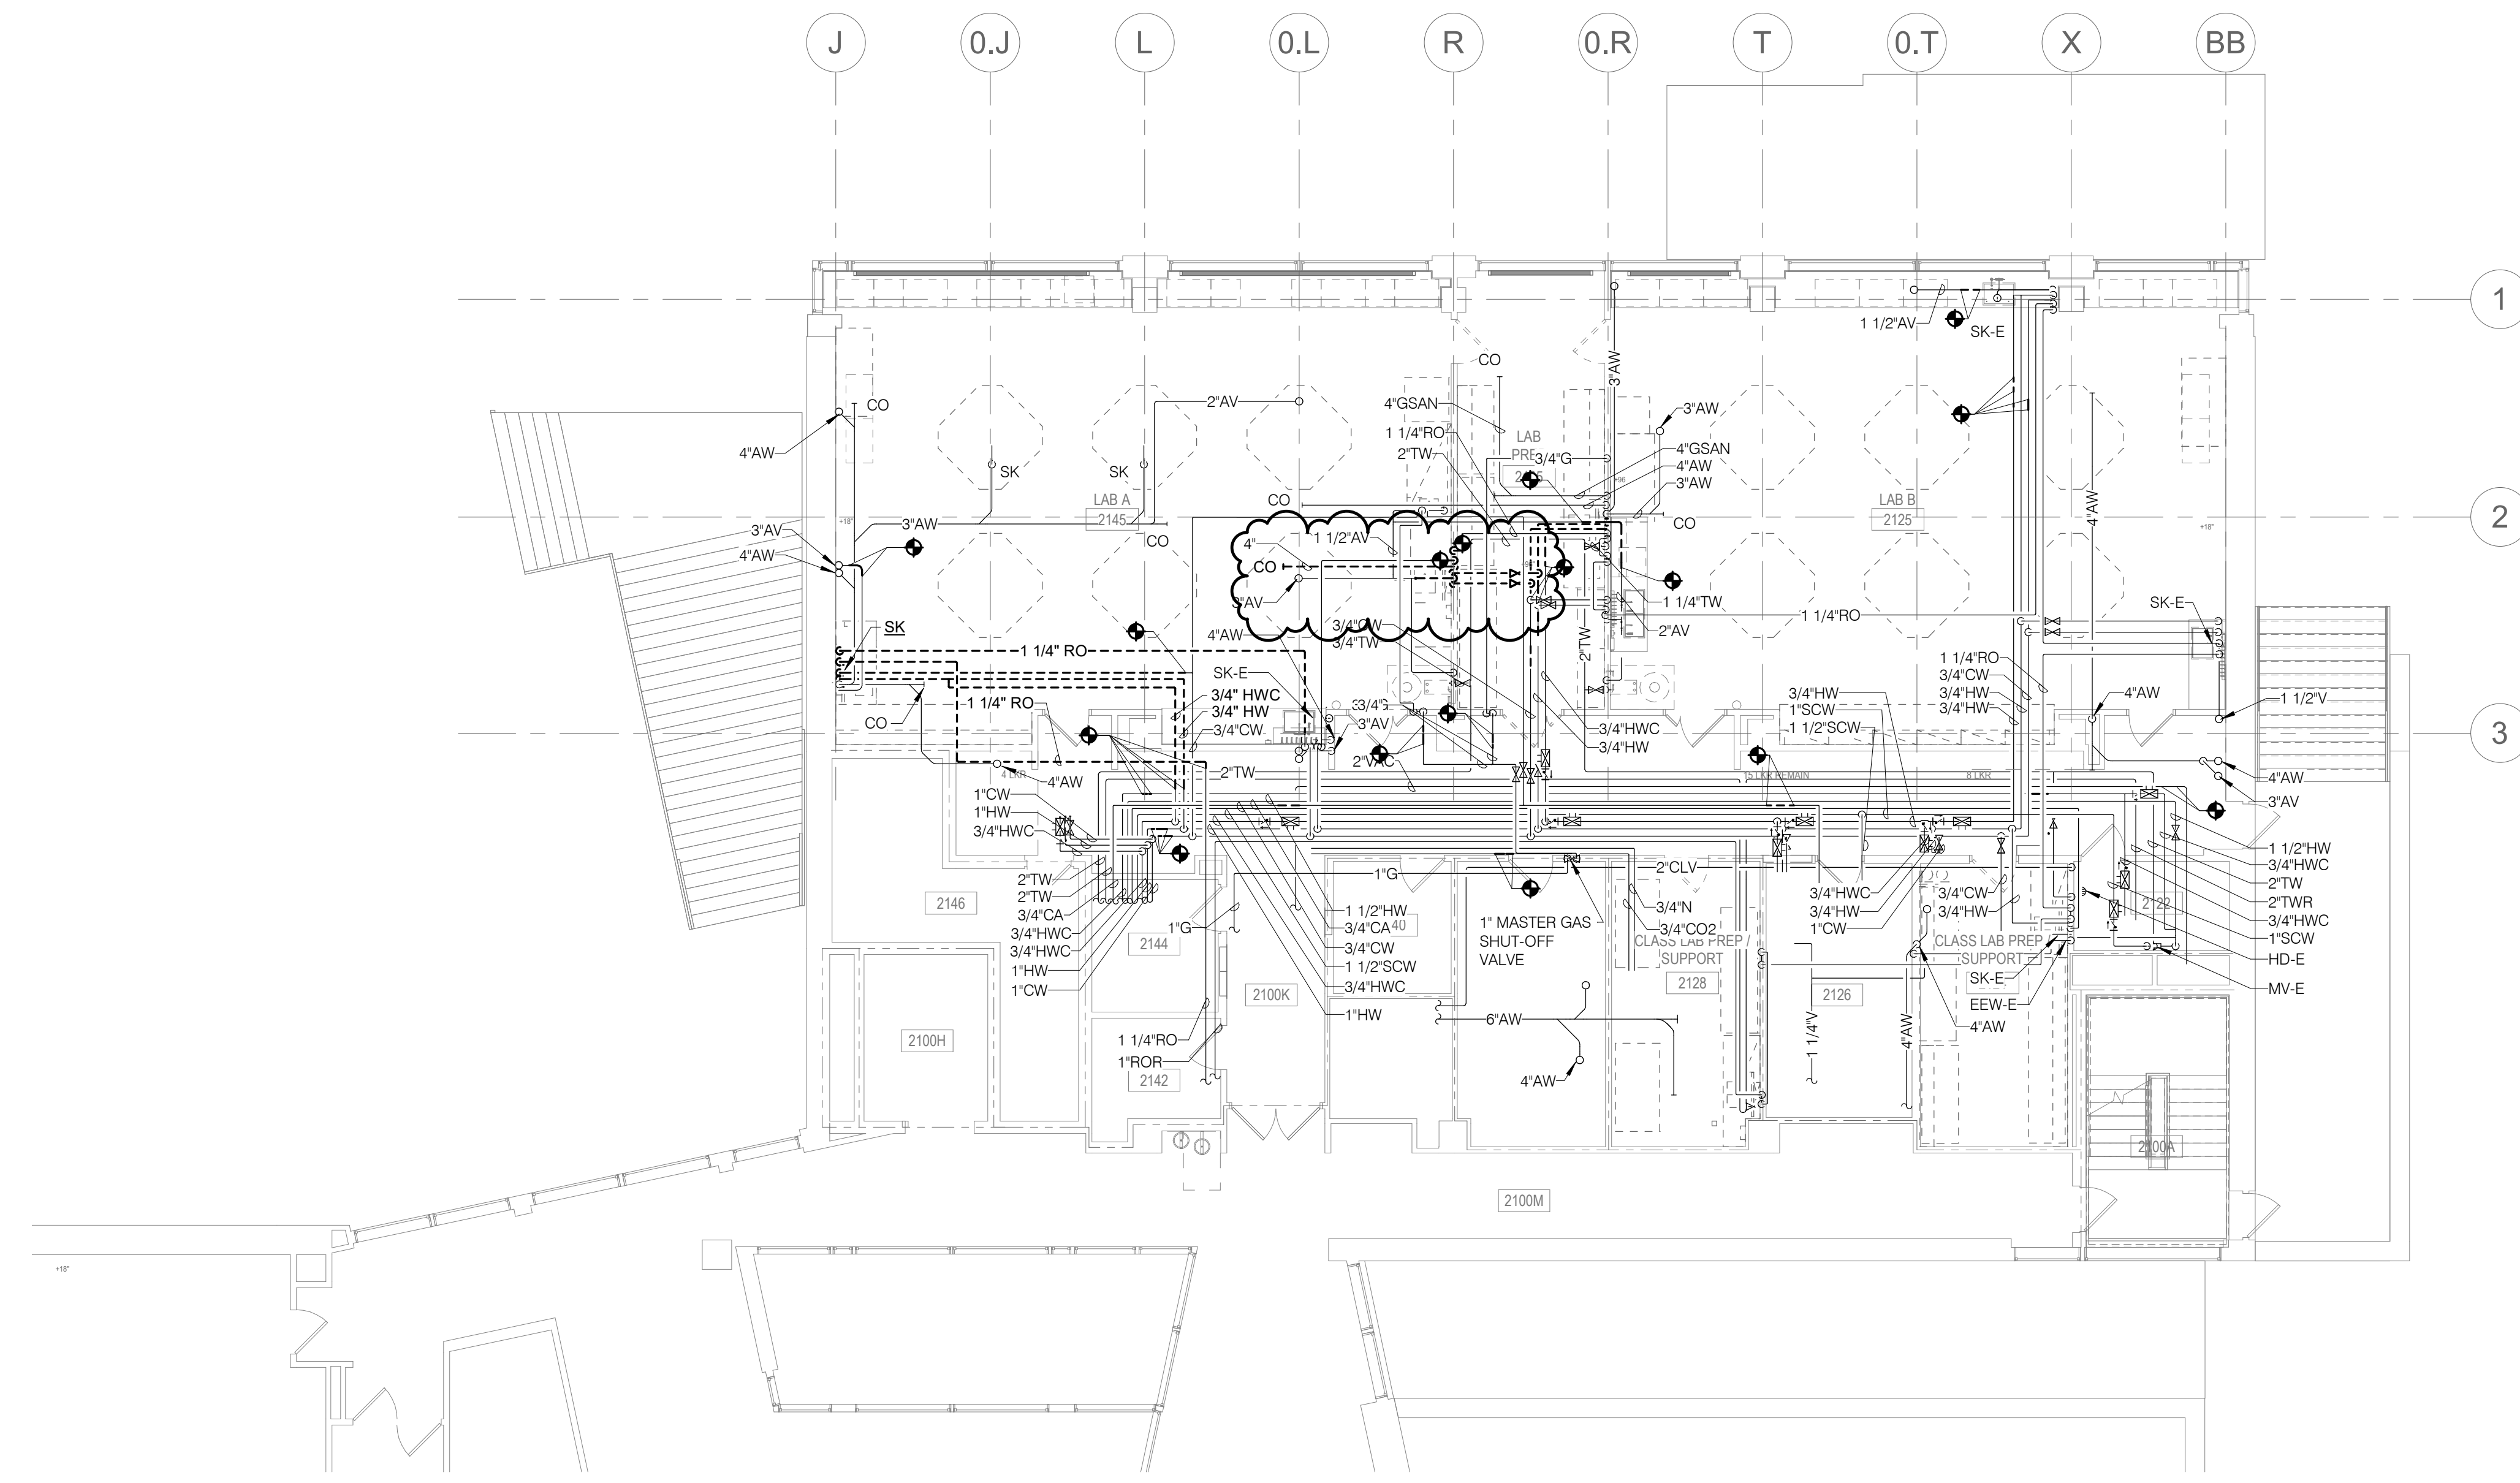 J
0.J
L
0.L
R
0.R
T
0.T
X
BB
1
2
3
1 1/2"AV
SK-E
CO
3"AW
CO
2"AV
4"GSAN
3"AW
4"AW
1 1/4"RO
LAB
2"TW
3/4"G
4"GSAN
4"AW
3"AW
+96
SK
SK
LAB A
2145
CO
LAB B
2125
4"AW
+18"
+18"
3"AW
CO
3"AV
4"AW
CO
1 1/2"AV
4"
CO
3"AV
1 1/4"TW
1 1/4"RO
SK-E
SK
4"AW
3/4"CW
3/4"TW
2"TW
2"AV
1 1/4" RO
SK-E
1 1/4"RO
3/4"CW
3/4"HW
3/4"HW
4"AW
1 1/2"V
3/4" HWC
3/4" HW
3/4"CW
1 1/4" RO
CO
3"AV
3/4"HWC
3/4"HW
3/4"HW
1"SCW
1 1/2"SCW
2"VAC
2"TW
4 LKR
4"AW
15 LKR REMAIN
8 LKR
4"AW
3"AV
1"CW
1"HW
3/4"HWC
2"TW
2"TW
3/4"CA
3/4"HWC
3/4"HWC
1"HW
1"CW
2146
2144
1"G
1"G
2"CLV
1 1/2"HW
3/4"CA
3/4"CW
1 1/2"SCW
3/4"HWC
1"HW
40
1" MASTER GAS
SHUT-OFF
VALVE
3/4"N
3/4"CO2
CLASS LAB PREP /
SUPPORT
2128
3/4"HWC
3/4"HW
1"CW
3/4"CW
3/4"HW
CLASS LAB PREP /
SUPPORT
SK-E
EEW-E
4"AW
1 1/2"HW
3/4"HWC
2"TW
2"TWR
3/4"HWC
1"SCW
HD-E
MV-E
2100K
2126
6"AW
4"AW
1 1/4"V
4"AW
2100H
1 1/4"RO
1"ROR
2142
2100A
2100M
+18"